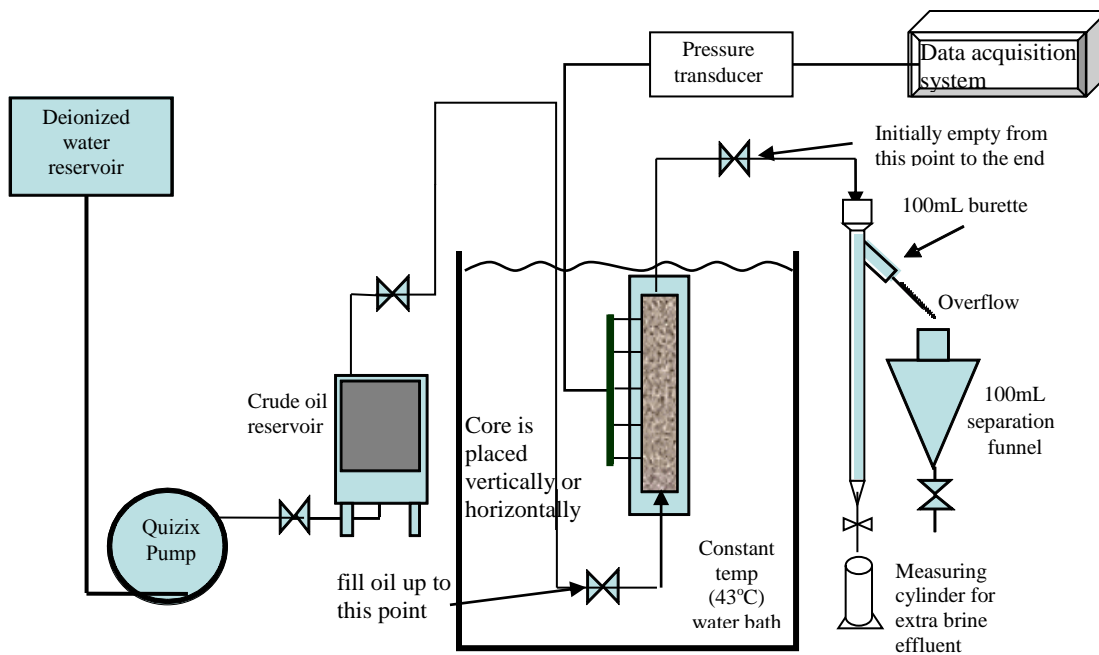 Deionized
water
reservoir
Pressure
transducer
Data acquisition
system
Initially empty from
this point to the end
100mL burette
Overflow
100mL
separation
funnel
Crude oil
reservoir
Core is
placed
vertically or
horizontally
Quizix
Pump
fill oil up to
this point
Constant
temp
(43°C)
water bath
Measuring
cylinder for
extra brine
effluent